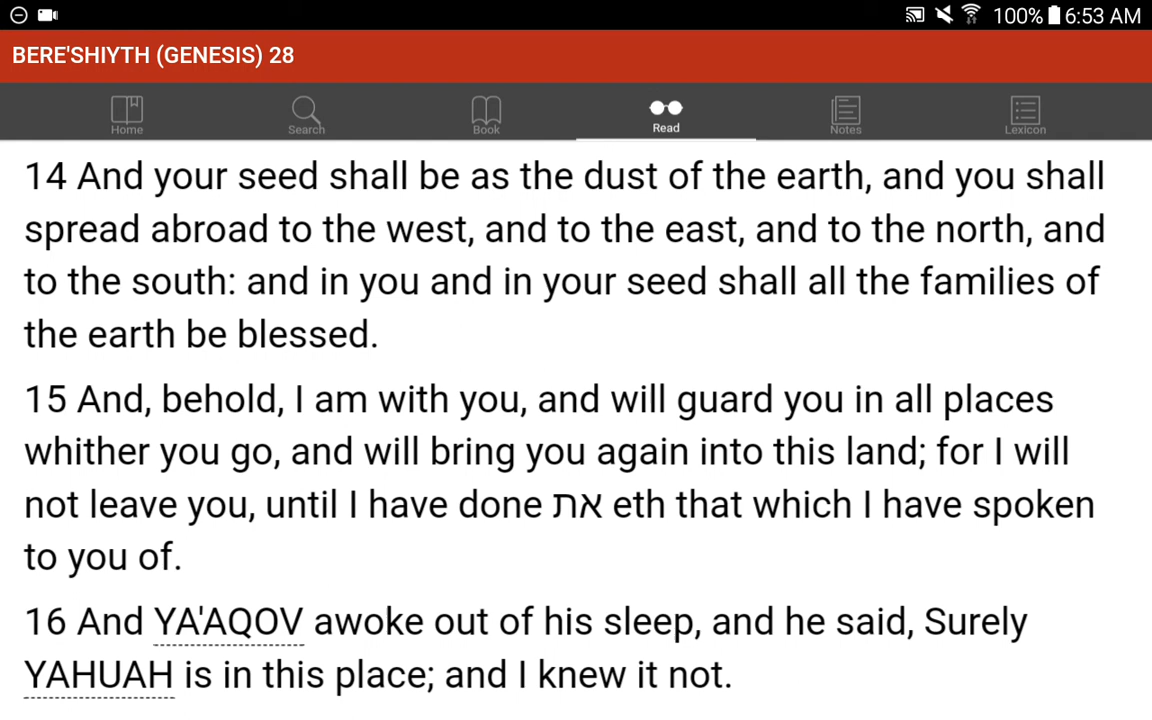 100% 6:53 AM
BERE'SHIYTH (GENESIS) 28
Home Search Book Read Notes Lexicon
14 And your seed shall be as the dust of the earth, and you shall
spread abroad to the west, and to the east, and to the north, and
to the south: and in you and in your seed shall all the families of
the earth be blessed.
15 And, behold, I am with you, and will guard you in all places
whither you go, and will bring you again into this land; for I will
not leave you, until I have done את eth that which I have spoken
to you of.
16 And YA'AQOV awoke out of his sleep, and he said, Surely
YAHUAH is in this place; and I knew it not.